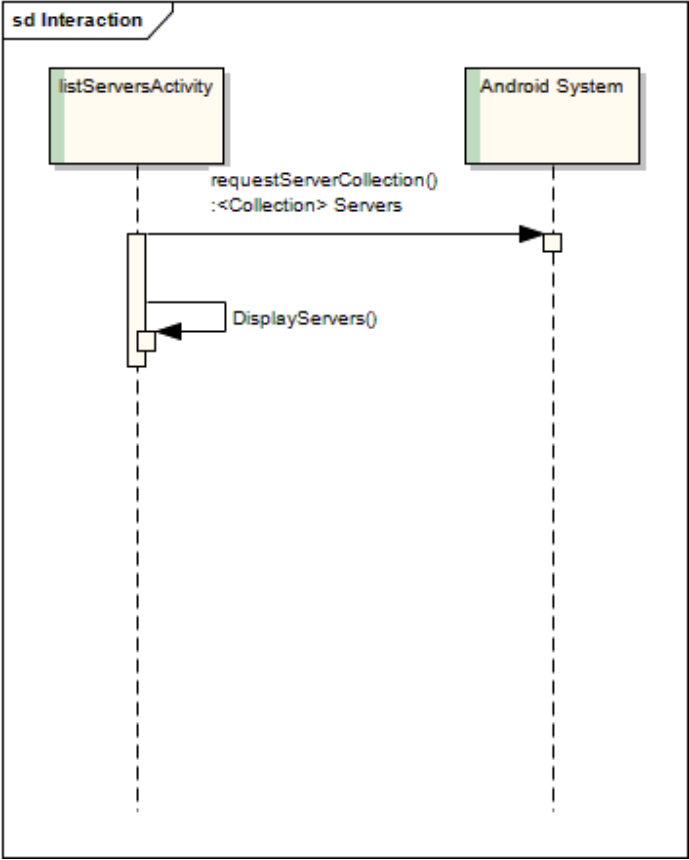 sd Interaction
listServersActivity
Android System
requestServerCollection()
:<Collection> Servers
DisplayServers()